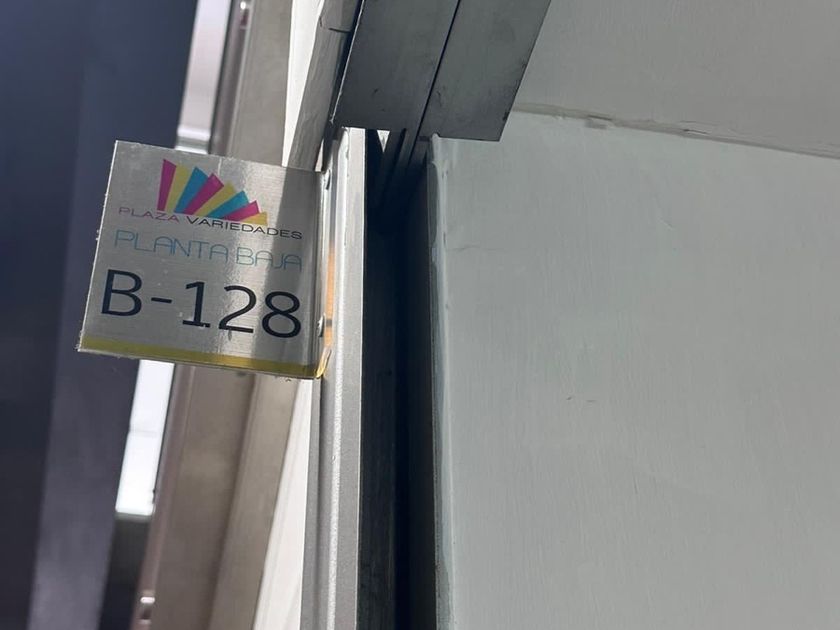 PLAZA VARIEDADES
PLANTA BAJA
B-128